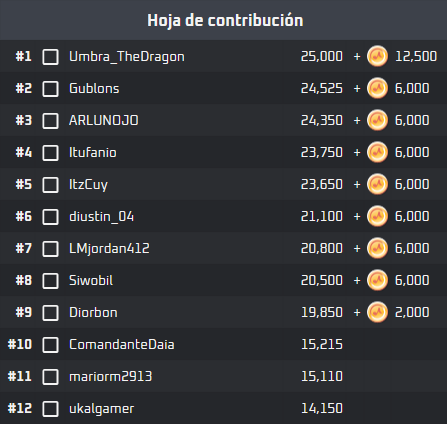 Hoja de contribución
#1 Umbra_TheDragon 25,000 + 12,500
#2 Gublons 24,525 + 6,000
#3 ARLUNOJO 24,350 + 6,000
#4 Itufanio 23,750 + 6,000
#5 ItzCuy 23,650 + 6,000
#6 diustin_04 21,100 + 6,000
#7 LMjordan412 20,800 + 6,000
#8 Siwobil 20,500 + 6,000
#9 Diorbon 19,850 + 2,000
#10 ComandanteDaia 15,215
#11 mariorm2913 15,110
#12 ukalgamer 14,150